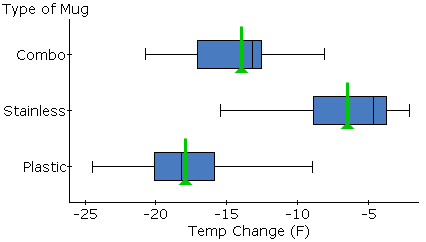 Type of Mug
Combo
Stainless
Plastic
-25 -20 -15 -10 -5
Temp Change (F)